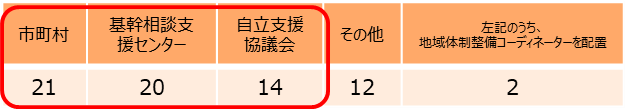 市町村
基幹相談支
援センター
自立支援
協議会
その他
左記のうち、
地域体制整備コーディネーターを配置
21
20
14
12
2